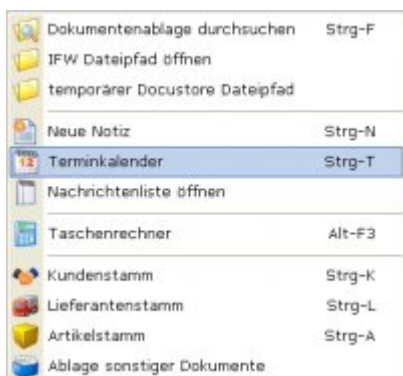 Dokumentenablage durchsuchen Strg-F
IFW Dateipfad öffnen
temporärer Docustore Dateipfad
Neue Notiz Strg-N
12
Terminkalender Strg-T
Nachrichtenliste öffnen
Taschenrechner Alt-F3
Kundenstamm Strg-K
Lieferantenstamm Strg-L
Artikelstamm Strg-A
Ablage sonstiger Dokumente